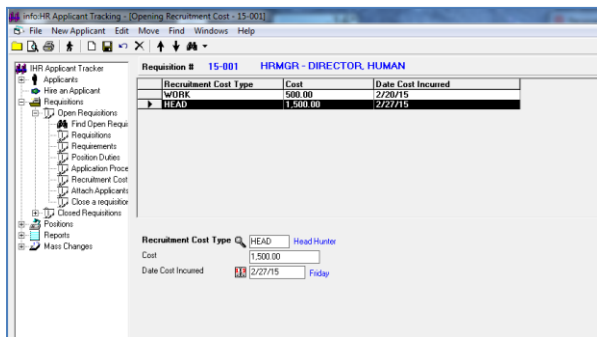 info:HR Applicant Tracking - [Opening Recruitment Cost - 15-001]
File New Applicant Edit Move Find Windows Help
IHR Applicant Tracker
Applicants
Hire an Applicant
Requisitions
Open Requisitions
Find Open Requi
Requisitions
Requirements
Position Duties
Application Proce
Recruitment Cost
Attach Applicants
Close a requisition
Closed Requisitions
Positions
Reports
Mass Changes
Requisition # 15-001 HRMGR - DIRECTOR, HUMAN
Recruitment Cost Type Cost Date Cost Incurred
WORK 500.00 2/20/15
HEAD 1,500.00 2/27/15
Recruitment Cost Type HEAD Head Hunter
Cost 1,500.00
Date Cost Incurred 2/27/15 Friday